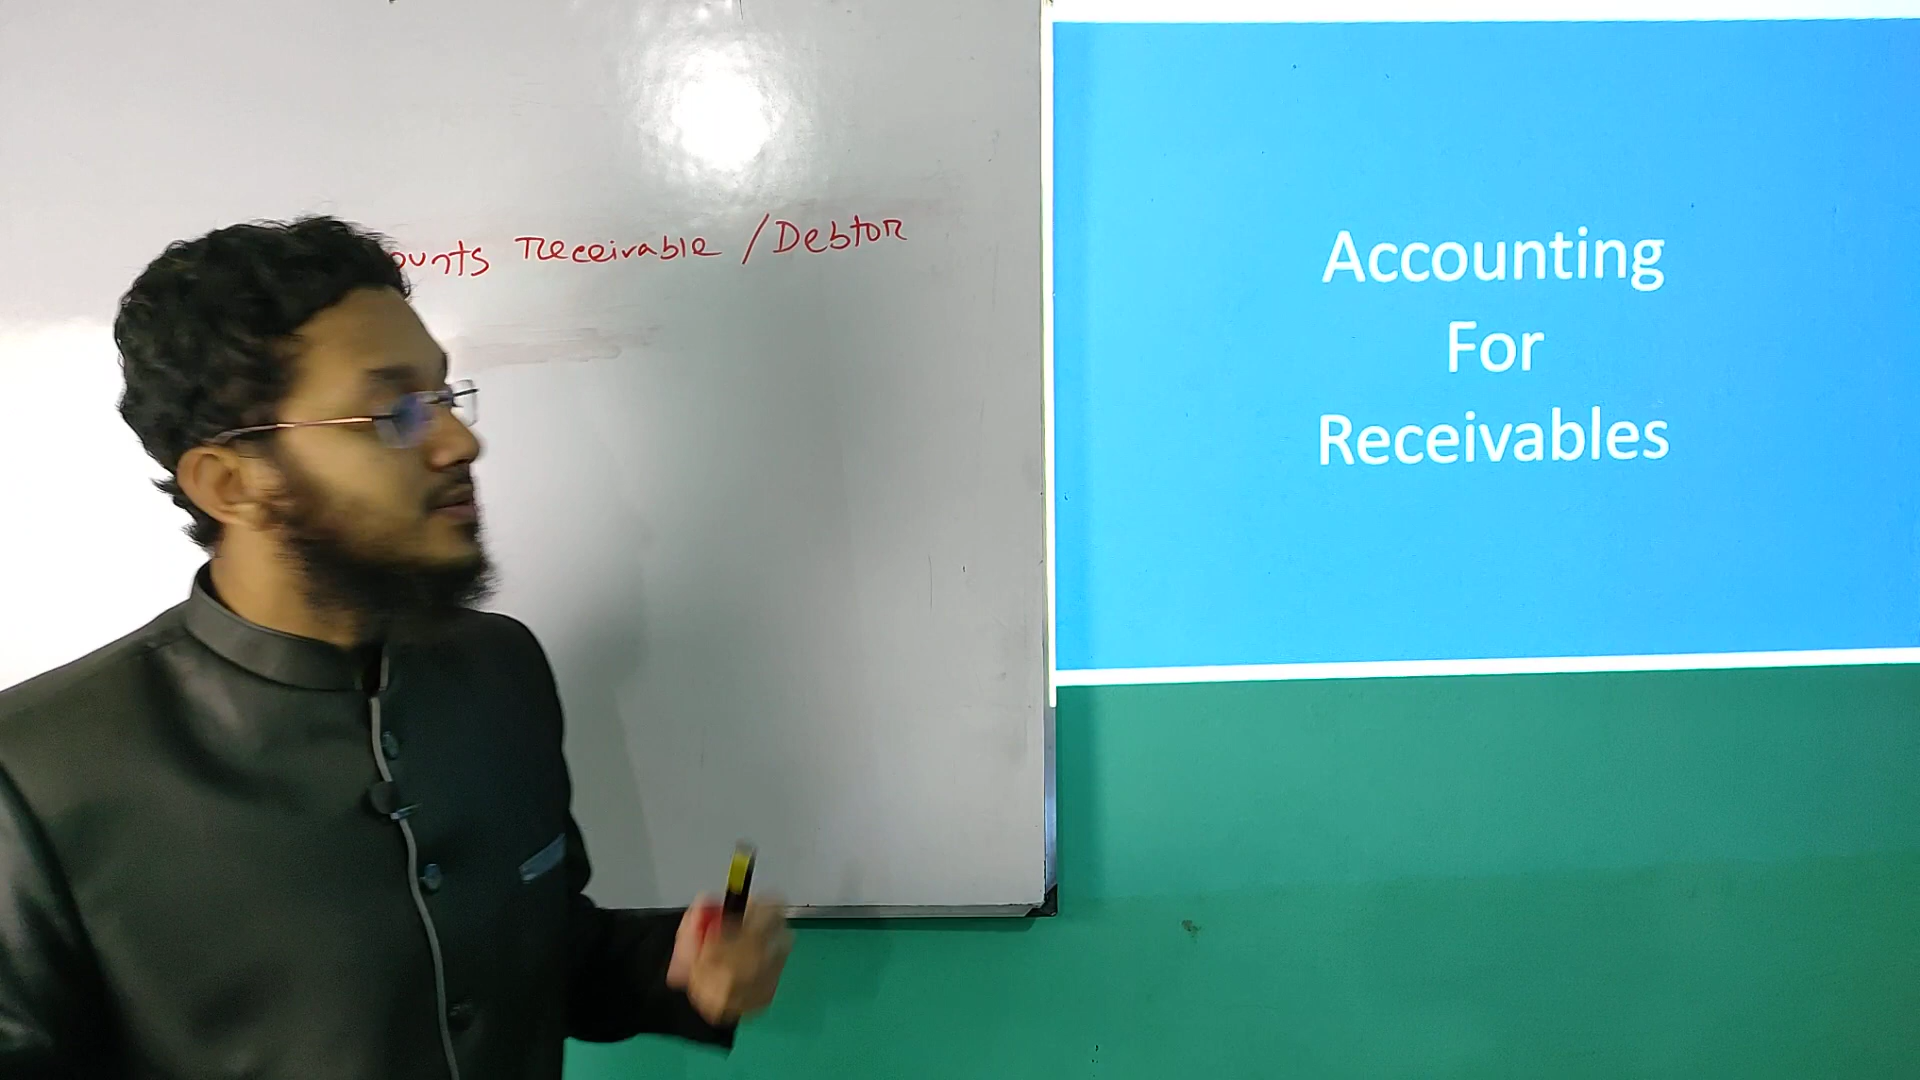 ounts Receivable / Debtor
Accounting
For
Receivables